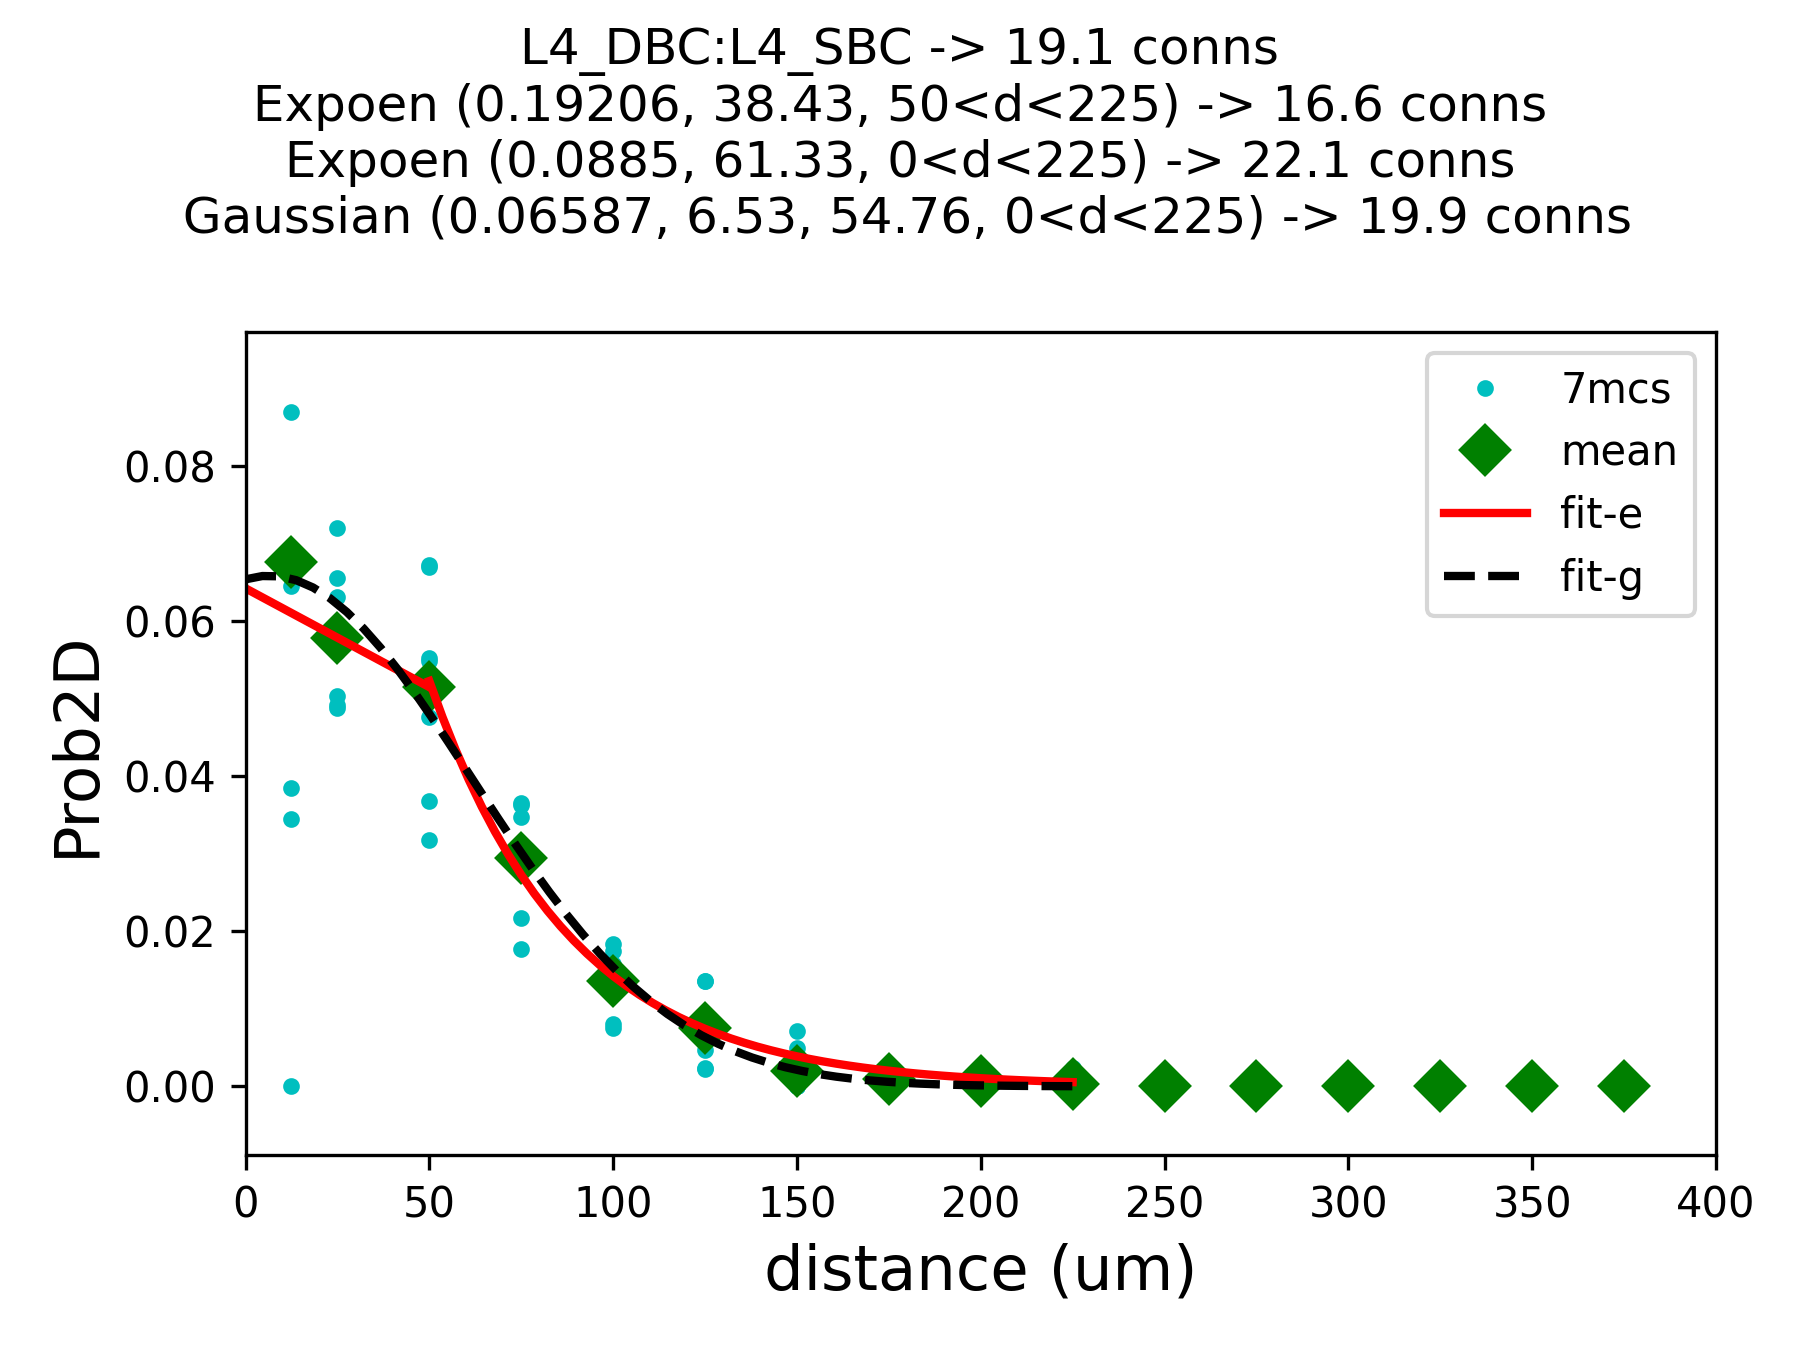 L4_DBC:L4_SBC -> 19.1 conns
Expoen (0.19206, 38.43, 50<d<225) -> 16.6 conns
Expoen (0.0885, 61.33, 0<d<225) -> 22.1 conns
Gaussian (0.06587, 6.53, 54.76, 0<d<225) -> 19.9 conns
7mcs
mean
fit-e
fit-g
Prob2D
0.08
0.06
0.04
0.02
0.00
0 50 100 150 200 250 300 350 400
distance (um)